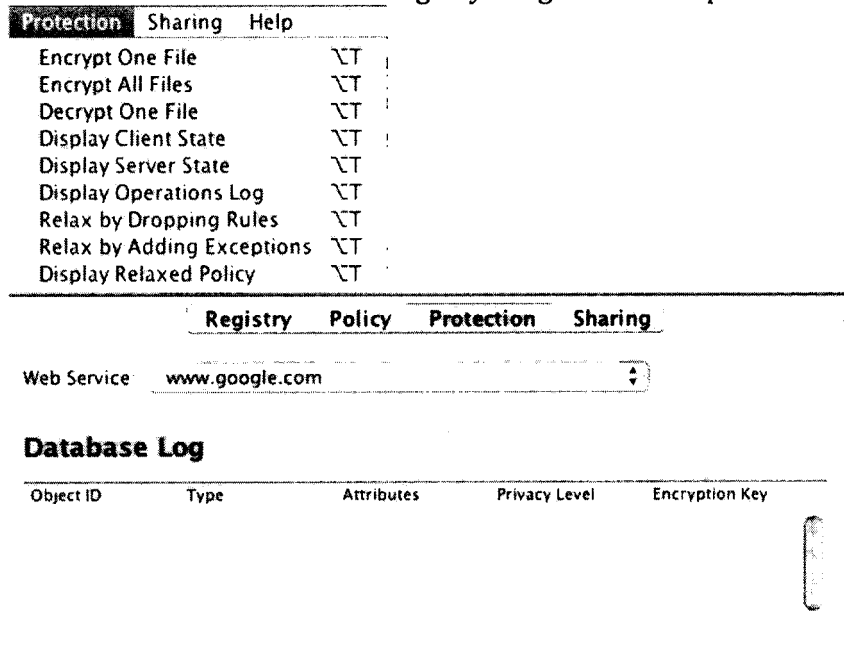 Protection Sharing Help
Encrypt One File ⌥T
Encrypt All Files ⌥T
Decrypt One File ⌥T
Display Client State ⌥T
Display Server State ⌥T
Display Operations Log ⌥T
Relax by Dropping Rules ⌥T
Relax by Adding Exceptions ⌥T
Display Relaxed Policy ⌥T
Registry Policy Protection Sharing
Web Service www.google.com
Database Log
Object ID Type Attributes Privacy Level Encryption Key